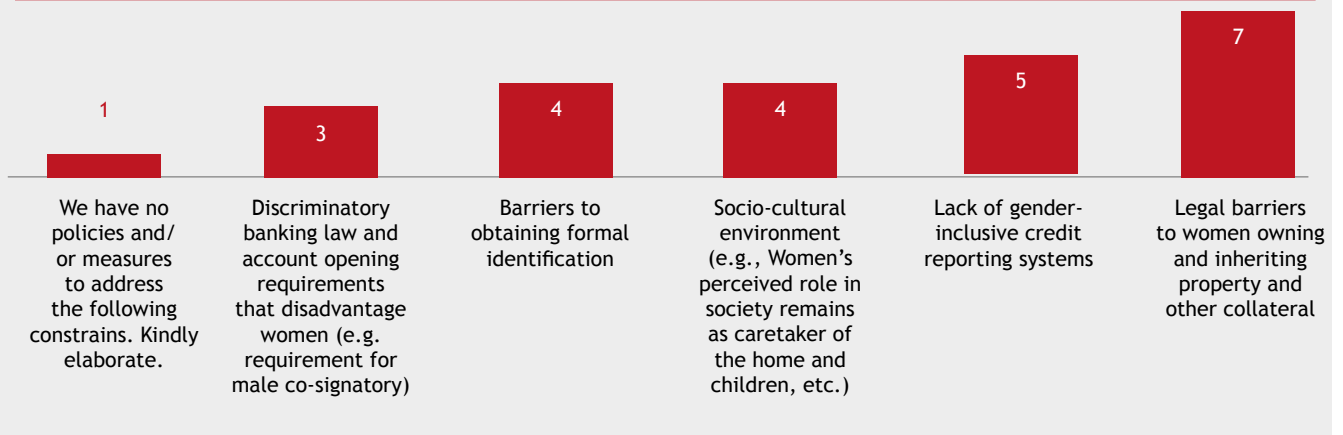 1
3
4
4
5
7
We have no
policies and/
or measures
to address
the following
constrains. Kindly
elaborate.
Discriminatory
banking law and
account opening
requirements
that disadvantage
women (e.g.
requirement for
male co-signatory)
Barriers to
obtaining formal
identification
Socio-cultural
environment
(e.g., Women's
perceived role in
society remains
as caretaker of
the home and
children, etc.)
Lack of gender-
inclusive credit
reporting systems
Legal barriers
to women owning
and inheriting
property and
other collateral